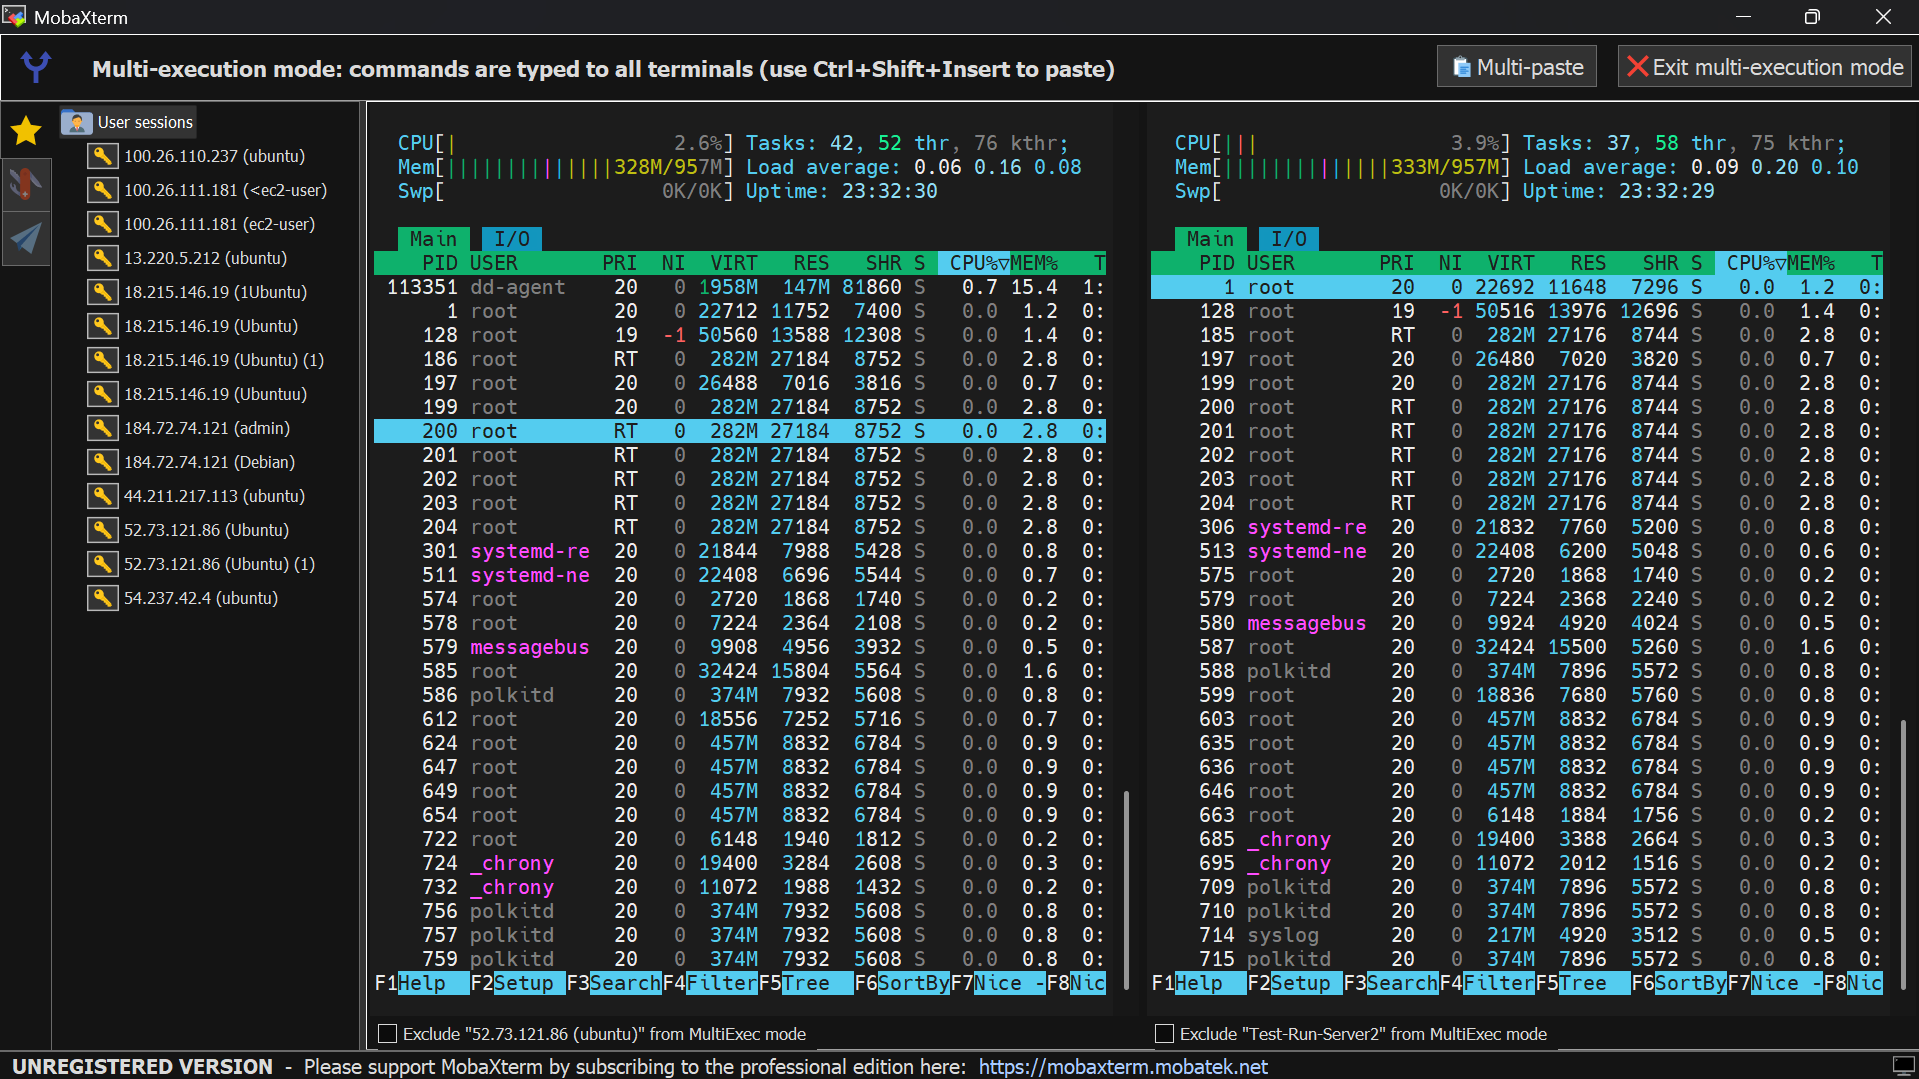 MobaXterm
Multi-execution mode: commands are typed to all terminals (use Ctrl+Shift+Insert to paste)
Multi-paste
Exit multi-execution mode
User sessions
100.26.110.237 (ubuntu)
100.26.111.181 (<ec2-user)
100.26.111.181 (ec2-user)
13.220.5.212 (ubuntu)
18.215.146.19 (1Ubuntu)
18.215.146.19 (Ubuntu)
18.215.146.19 (Ubuntu) (1)
18.215.146.19 (Ubuntuu)
184.72.74.121 (admin)
184.72.74.121 (Debian)
44.211.217.113 (ubuntu)
52.73.121.86 (Ubuntu)
52.73.121.86 (Ubuntu) (1)
54.237.42.4 (ubuntu)
CPU[| 2.6%] Tasks: 42, 52 thr, 76 kthr;
Mem[||||||||||||||328M/957M] Load average: 0.06 0.16 0.08
Swp[ 0K/0K] Uptime: 23:32:30
Main I/O
PID USER PRI NI VIRT RES SHR S CPU%▽MEM% T
113351 dd-agent 20 0 1958M 147M 81860 S 0.7 15.4 1:
1 root 20 0 22712 11752 7400 S 0.0 1.2 0:
128 root 19 -1 50560 13588 12308 S 0.0 1.4 0:
186 root RT 0 282M 27184 8752 S 0.0 2.8 0:
197 root 20 0 26488 7016 3816 S 0.0 0.7 0:
199 root 20 0 282M 27184 8752 S 0.0 2.8 0:
200 root RT 0 282M 27184 8752 S 0.0 2.8 0:
201 root RT 0 282M 27184 8752 S 0.0 2.8 0:
202 root RT 0 282M 27184 8752 S 0.0 2.8 0:
203 root RT 0 282M 27184 8752 S 0.0 2.8 0:
204 root RT 0 282M 27184 8752 S 0.0 2.8 0:
301 systemd-re 20 0 21844 7988 5428 S 0.0 0.8 0:
511 systemd-ne 20 0 22408 6696 5544 S 0.0 0.7 0:
574 root 20 0 2720 1868 1740 S 0.0 0.2 0:
578 root 20 0 7224 2364 2108 S 0.0 0.2 0:
579 messagebus 20 0 9908 4956 3932 S 0.0 0.5 0:
585 root 20 0 32424 15804 5564 S 0.0 1.6 0:
586 polkitd 20 0 374M 7932 5608 S 0.0 0.8 0:
612 root 20 0 18556 7252 5716 S 0.0 0.7 0:
624 root 20 0 457M 8832 6784 S 0.0 0.9 0:
647 root 20 0 457M 8832 6784 S 0.0 0.9 0:
649 root 20 0 457M 8832 6784 S 0.0 0.9 0:
654 root 20 0 457M 8832 6784 S 0.0 0.9 0:
722 root 20 0 6148 1940 1812 S 0.0 0.2 0:
724 _chrony 20 0 19400 3284 2608 S 0.0 0.3 0:
732 _chrony 20 0 11072 1988 1432 S 0.0 0.2 0:
756 polkitd 20 0 374M 7932 5608 S 0.0 0.8 0:
757 polkitd 20 0 374M 7932 5608 S 0.0 0.8 0:
759 polkitd 20 0 374M 7932 5608 S 0.0 0.8 0:
F1Help F2Setup F3SearchF4FilterF5Tree F6SortByF7Nice -F8Nic
Exclude "52.73.121.86 (ubuntu)" from MultiExec mode
CPU[||| 3.9%] Tasks: 37, 58 thr, 75 kthr;
Mem[||||||||||||||333M/957M] Load average: 0.09 0.20 0.10
Swp[ 0K/0K] Uptime: 23:32:29
Main I/O
PID USER PRI NI VIRT RES SHR S CPU%▽MEM% T
1 root 20 0 22692 11648 7296 S 0.0 1.2 0:
128 root 19 -1 50516 13976 12696 S 0.0 1.4 0:
185 root RT 0 282M 27176 8744 S 0.0 2.8 0:
197 root 20 0 26480 7020 3820 S 0.0 0.7 0:
199 root 20 0 282M 27176 8744 S 0.0 2.8 0:
200 root RT 0 282M 27176 8744 S 0.0 2.8 0:
201 root RT 0 282M 27176 8744 S 0.0 2.8 0:
202 root RT 0 282M 27176 8744 S 0.0 2.8 0:
203 root RT 0 282M 27176 8744 S 0.0 2.8 0:
204 root RT 0 282M 27176 8744 S 0.0 2.8 0:
306 systemd-re 20 0 21832 7760 5200 S 0.0 0.8 0:
513 systemd-ne 20 0 22408 6200 5048 S 0.0 0.6 0:
575 root 20 0 2720 1868 1740 S 0.0 0.2 0:
579 root 20 0 7224 2368 2240 S 0.0 0.2 0:
580 messagebus 20 0 9924 4920 4024 S 0.0 0.5 0:
587 root 20 0 32424 15500 5260 S 0.0 1.6 0:
588 polkitd 20 0 374M 7896 5572 S 0.0 0.8 0:
599 root 20 0 18836 7680 5760 S 0.0 0.8 0:
603 root 20 0 457M 8832 6784 S 0.0 0.9 0:
635 root 20 0 457M 8832 6784 S 0.0 0.9 0:
636 root 20 0 457M 8832 6784 S 0.0 0.9 0:
646 root 20 0 457M 8832 6784 S 0.0 0.9 0:
663 root 20 0 6148 1884 1756 S 0.0 0.2 0:
685 _chrony 20 0 19400 3388 2664 S 0.0 0.3 0:
695 _chrony 20 0 11072 2012 1516 S 0.0 0.2 0:
709 polkitd 20 0 374M 7896 5572 S 0.0 0.8 0:
710 polkitd 20 0 374M 7896 5572 S 0.0 0.8 0:
714 syslog 20 0 217M 4920 3512 S 0.0 0.5 0:
715 polkitd 20 0 374M 7896 5572 S 0.0 0.8 0:
F1Help F2Setup F3SearchF4FilterF5Tree F6SortByF7Nice -F8Nic
Exclude "Test-Run-Server2" from MultiExec mode
UNREGISTERED VERSION - Please support MobaXterm by subscribing to the professional edition here: https://mobaxterm.mobatek.net